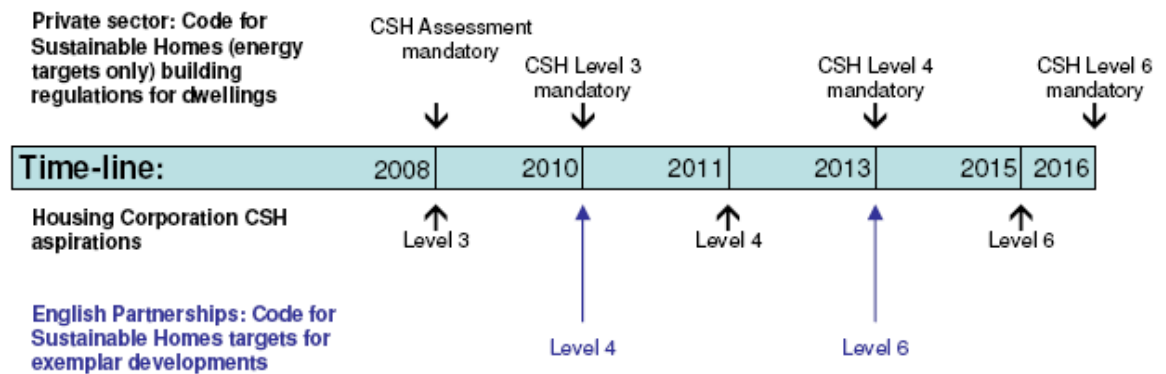 Private sector: Code for
Sustainable Homes (energy
targets only) building
regulations for dwellings
CSH Assessment
mandatory
CSH Level 3
mandatory
CSH Level 4
mandatory
CSH Level 6
mandatory
Time-line: 2008 2010 2011 2013 2015 2016
Housing Corporation CSH
aspirations
Level 3 Level 4 Level 6
English Partnerships: Code for
Sustainable Homes targets for
exemplar developments
Level 4 Level 6